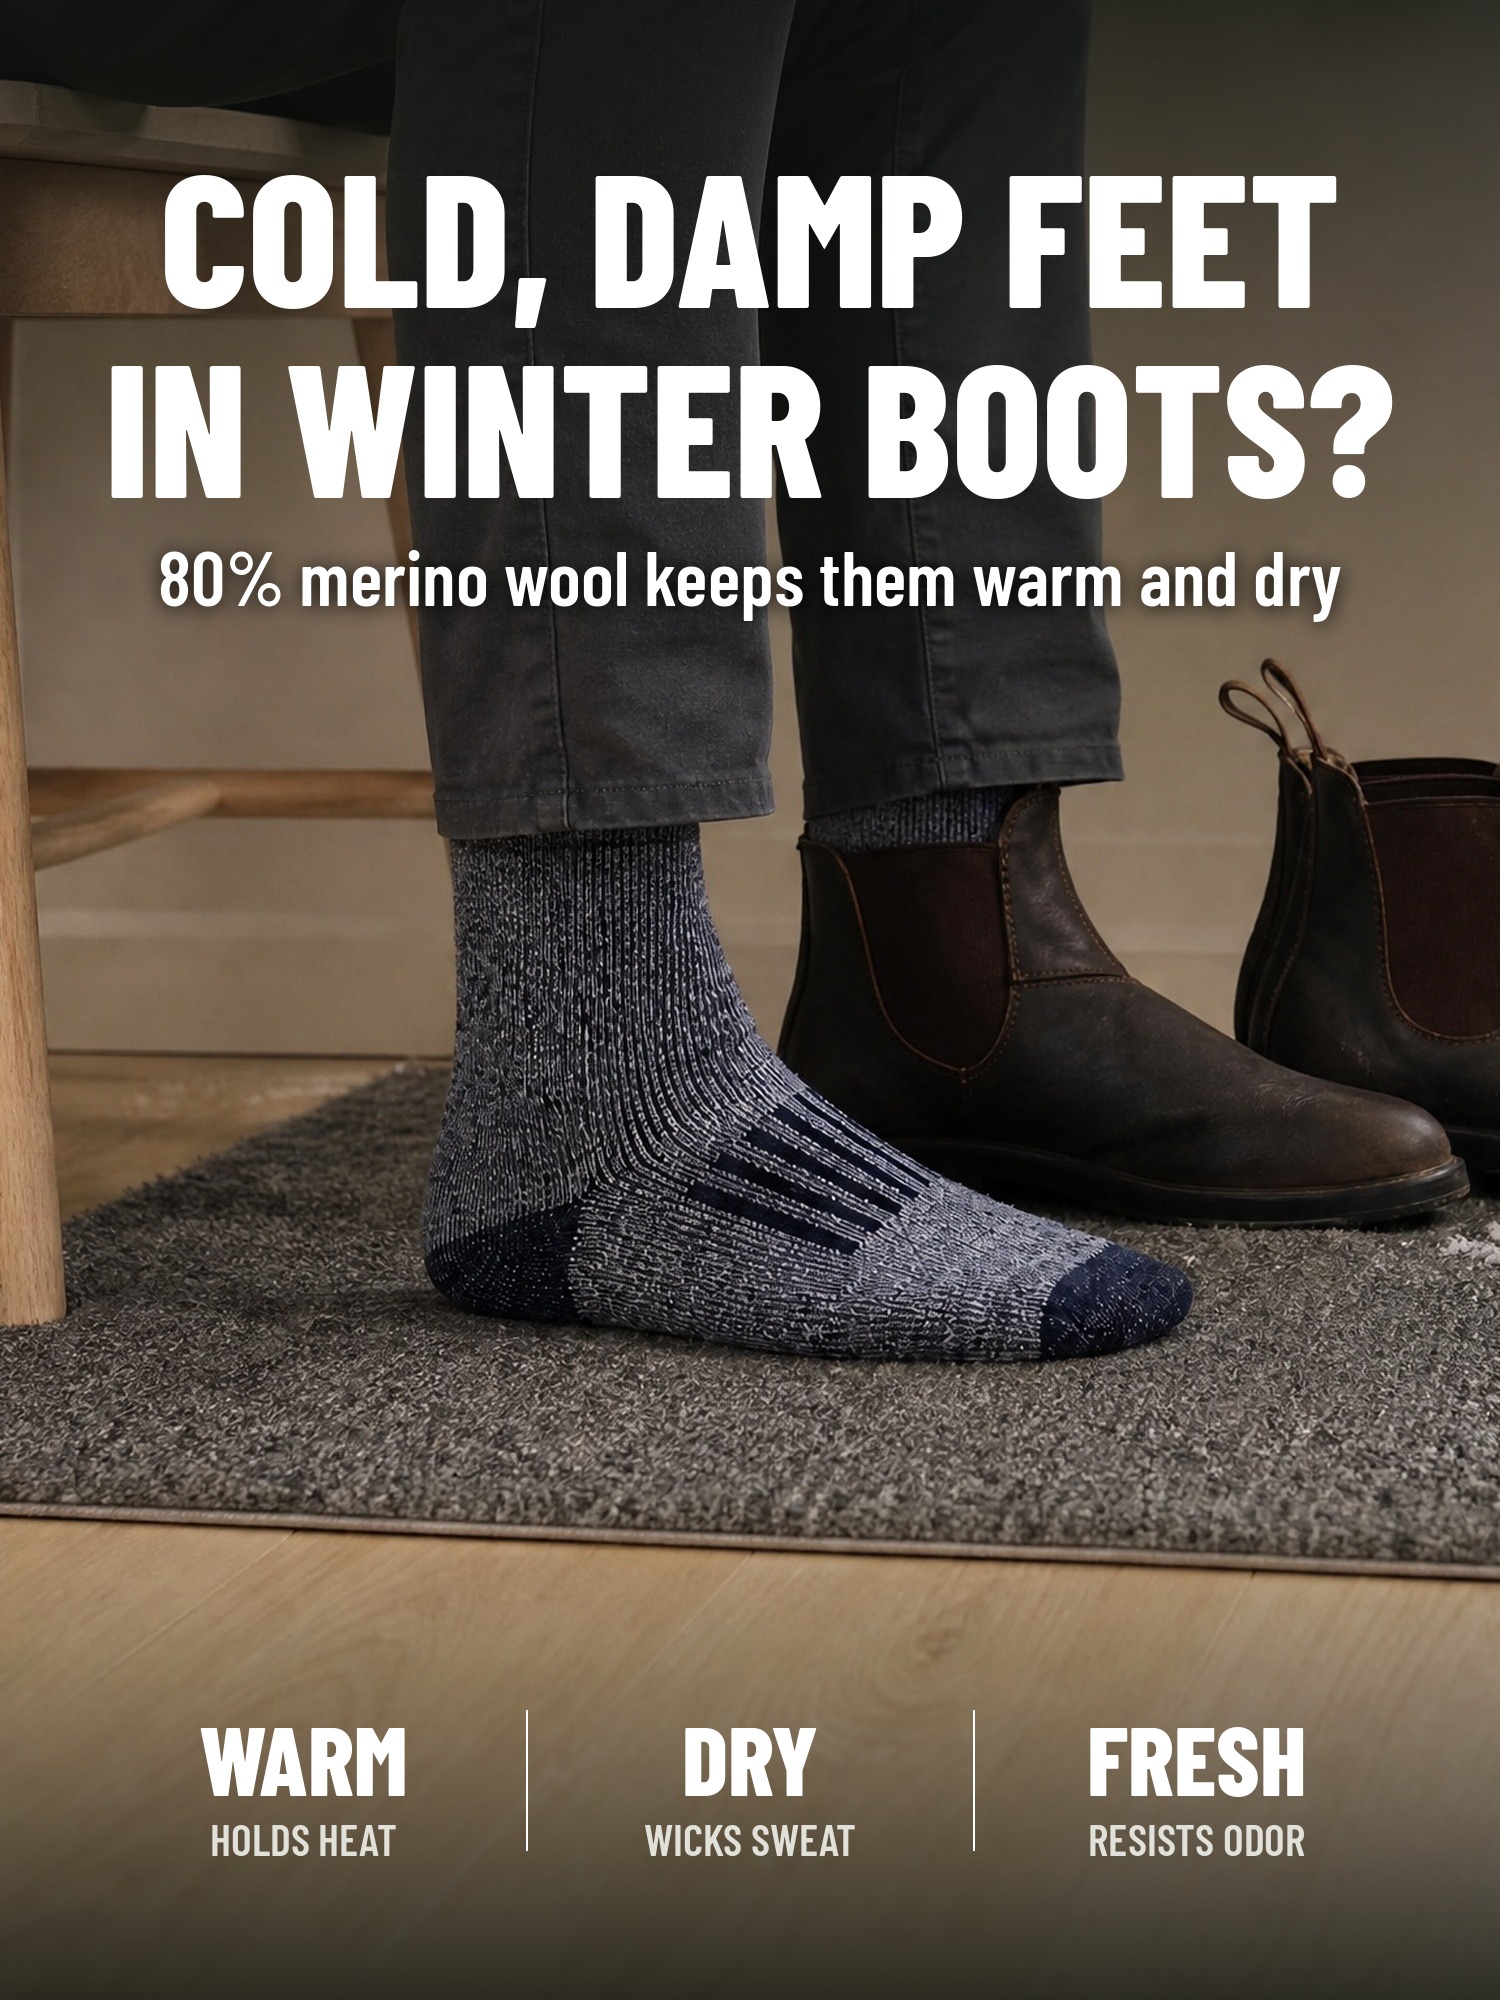 COLD, DAMP FEET
IN WINTER BOOTS?
80% merino wool keeps them warm and dry
WARM
HOLDS HEAT
DRY
WICKS SWEAT
FRESH
RESISTS ODOR